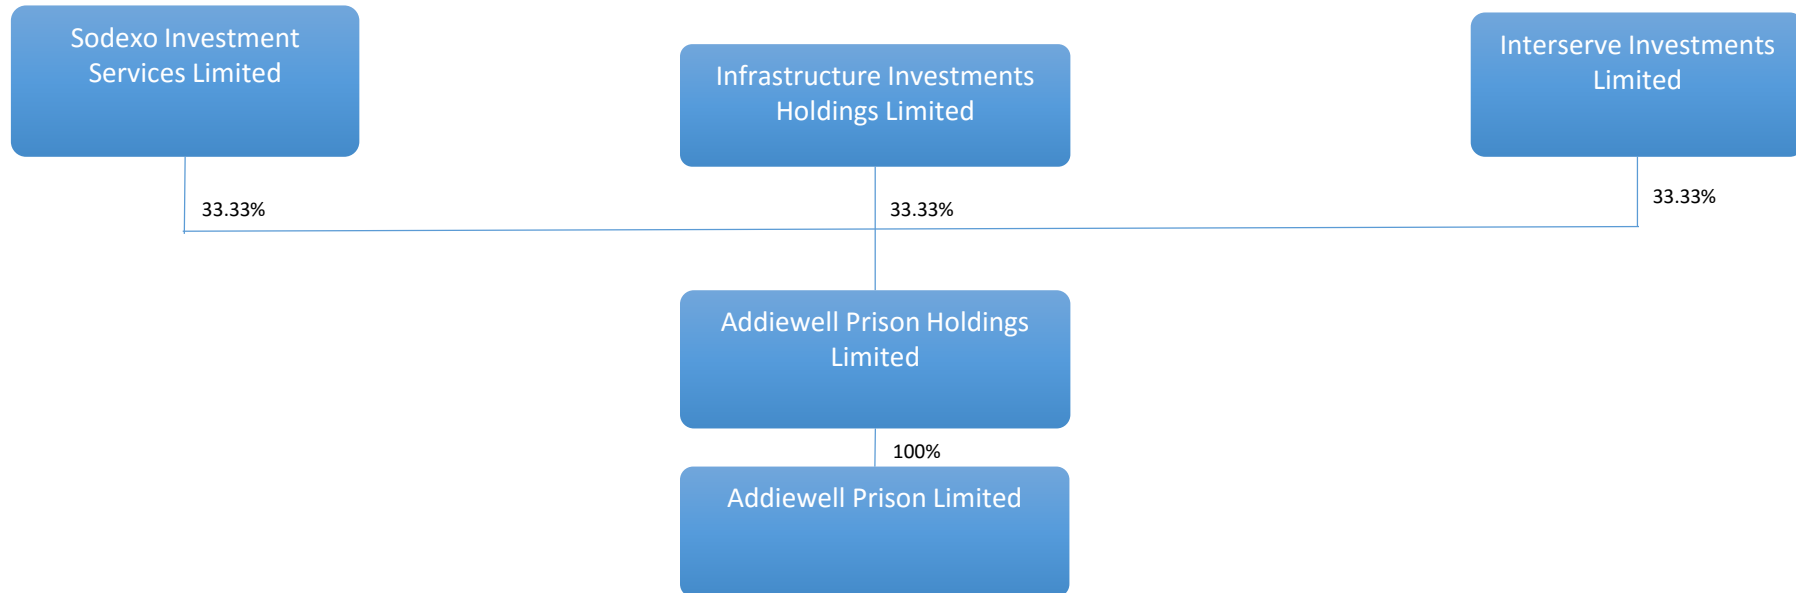 Sodexo Investment
Services Limited
Infrastructure Investments
Holdings Limited
Interserve Investments
Limited
33.33%
33.33%
33.33%
Addiewell Prison Holdings
Limited
100%
Addiewell Prison Limited